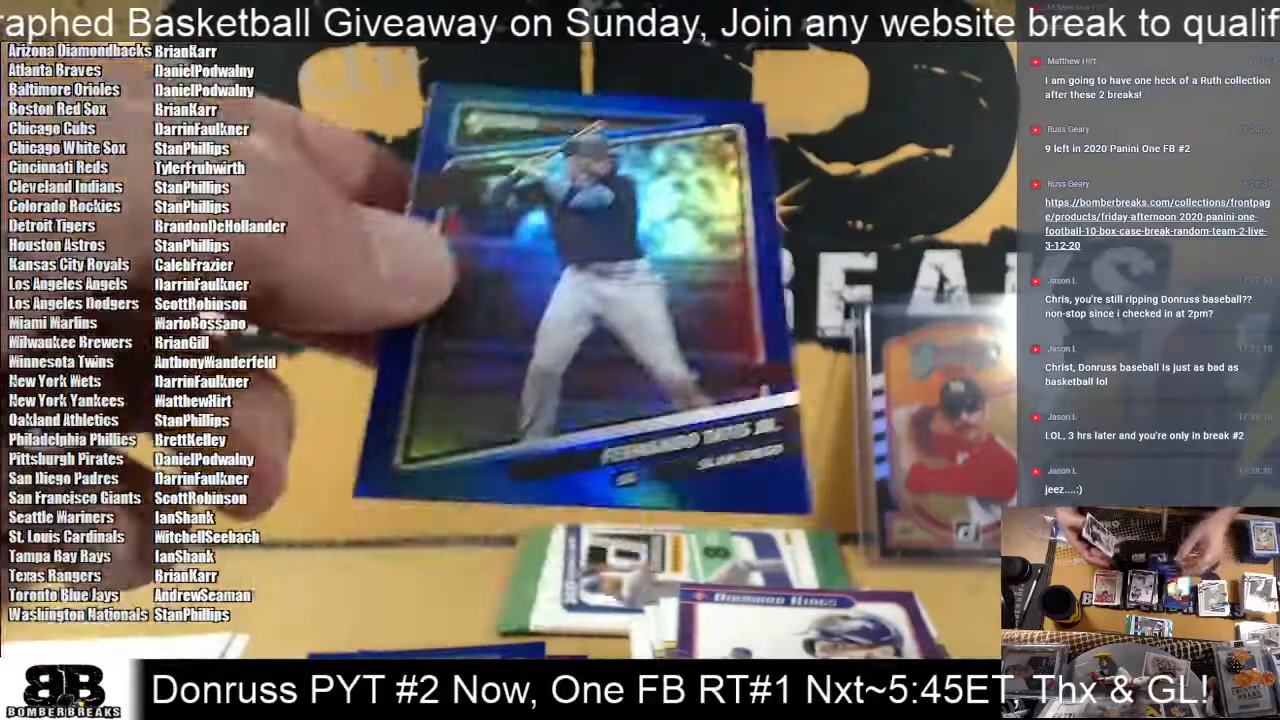 raphed Basketball Giveaway on Sunday, Join any website break to qualif
Arizona Diamondbacks BrianKarr
Atlanta Braves DanielPodwalny
Baltimore Orioles DanielPodwalny
Boston Red Sox BrianKarr
Chicago Cubs DarrinFaulkner
Chicago White Sox StanPhillips
Cincinnati Reds TylerFruhwirth
Cleveland Indians StanPhillips
Colorado Rockies StanPhillips
Detroit Tigers BrandonDeHollander
Houston Astros StanPhillips
Kansas City Royals CalebFrazier
Los Angeles Angels DarrinFaulkner
Los Angeles Dodgers ScottRobinson
Miami Marlins MarioRossano
Milwaukee Brewers BrianGill
Minnesota Twins AnthonyWanderfeld
New York Mets DarrinFaulkner
New York Yankees MatthewHirt
Oakland Athletics StanPhillips
Philadelphia Phillies BrettKelley
Pittsburgh Pirates DanielPodwalny
San Diego Padres DarrinFaulkner
San Francisco Giants ScottRobinson
Seattle Mariners IanShank
St. Louis Cardinals MitchellSeebach
Tampa Bay Rays IanShank
Texas Rangers BrianKarr
Toronto Blue Jays AndrewSeaman
Washington Nationals StanPhillips
FERNANDO TATIS JR.
SLAM DIEGO
SS
DIAMOND KINGS
Matthew Hirt
I am going to have one heck of a Ruth collection
after these 2 breaks!
Russ Geary
9 left in 2020 Panini One FB #2
Russ Geary
https://bomberbreaks.com/collections/frontpag
e/products/friday-afternoon-2020-panini-one-
football-10-box-case-break-random-team-2-live-
3-12-20
Jason L
Chris, you're still ripping Donruss baseball??
non-stop since i checked in at 2pm?
Jason L
Christ, Donruss baseball is just as bad as
basketball lol
Jason L
LOL, 3 hrs later and you're only in break #2
Jason L
jeez....:)
BB
BOMBERBREAKS
Donruss PYT #2 Now, One FB RT#1 Nxt~5:45ET. Thx & GL!